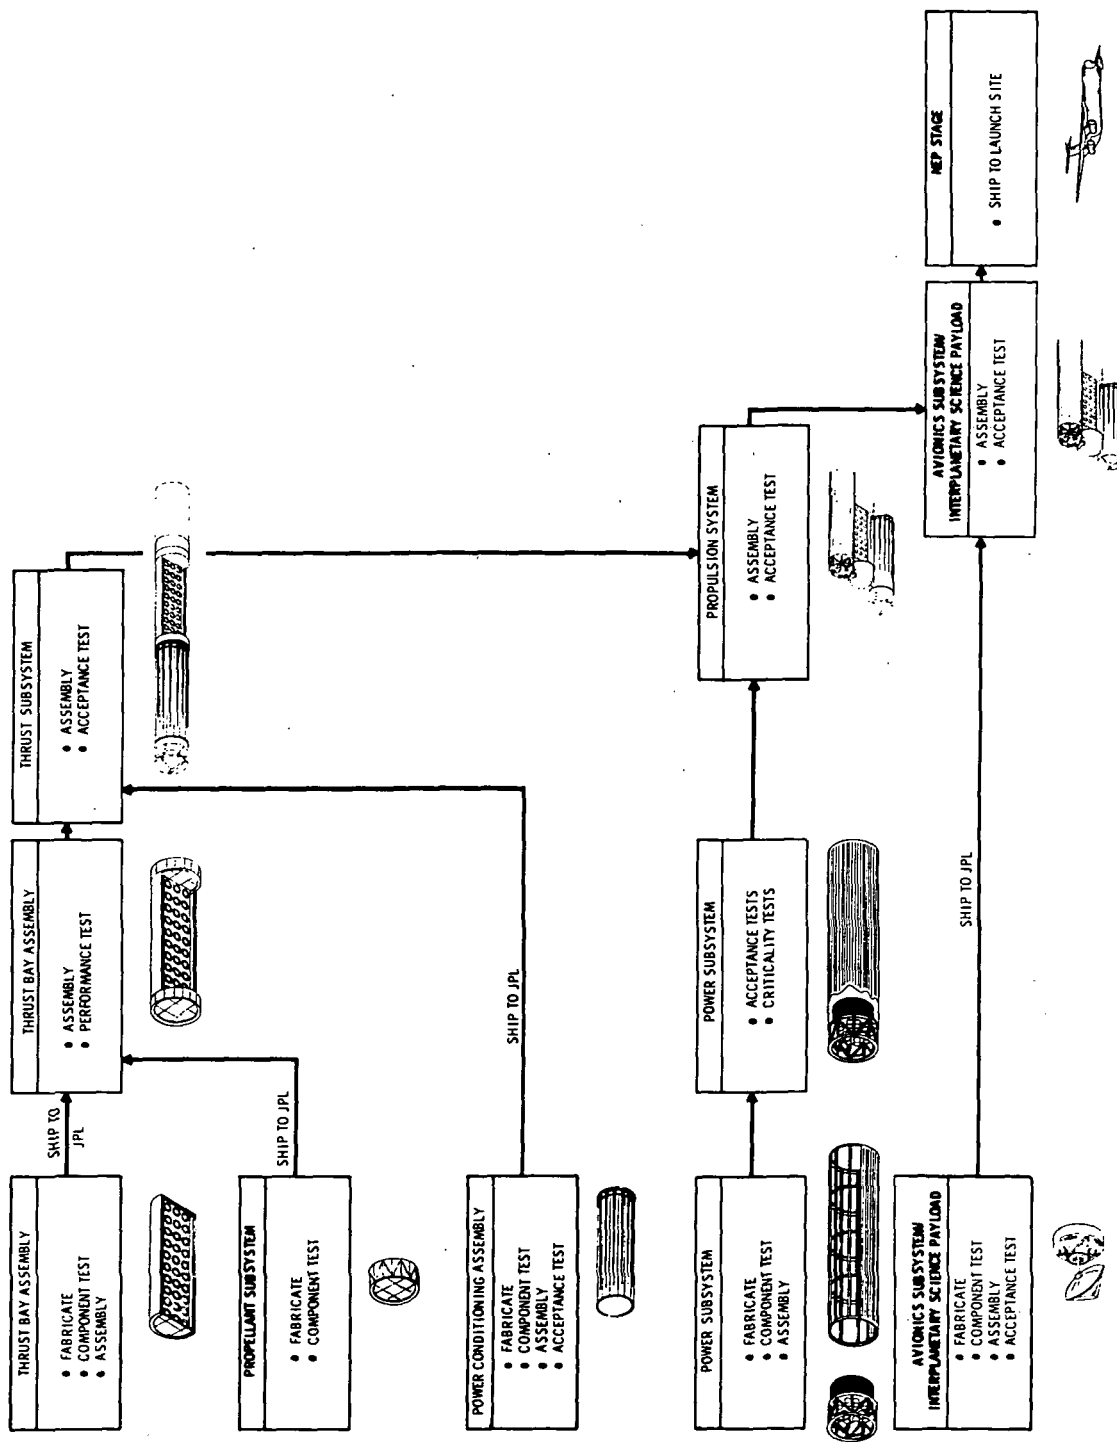 THRUST BAY ASSEMBLY
● FABRICATE
● COMPONENT TEST
● ASSEMBLY
SHIP TO
JPL
THRUST BAY ASSEMBLY
● ASSEMBLY
● PERFORMANCE TEST
THRUST SUBSYSTEM
● ASSEMBLY
● ACCEPTANCE TEST
PROPELLANT SUBSYSTEM
● FABRICATE
● COMPONENT TEST
SHIP TO JPL
POWER CONDITIONING ASSEMBLY
● FABRICATE
● COMPONENT TEST
● ASSEMBLY
● ACCEPTANCE TEST
SHIP TO JPL
POWER SUBSYSTEM
● FABRICATE
● COMPONENT TEST
● ASSEMBLY
POWER SUBSYSTEM
● ACCEPTANCE TESTS
● CRITICALITY TESTS
PROPULSION SYSTEM
● ASSEMBLY
● ACCEPTANCE TEST
AVIONICS SUBSYSTEM/
INTERPLANETARY SCIENCE PAYLOAD
● FABRICATE
● COMPONENT TEST
● ASSEMBLY
● ACCEPTANCE TEST
SHIP TO JPL
AVIONICS SUBSYSTEM/
INTERPLANETARY SCIENCE PAYLOAD
● ASSEMBLY
● ACCEPTANCE TEST
NEP STAGE
● SHIP TO LAUNCH SITE